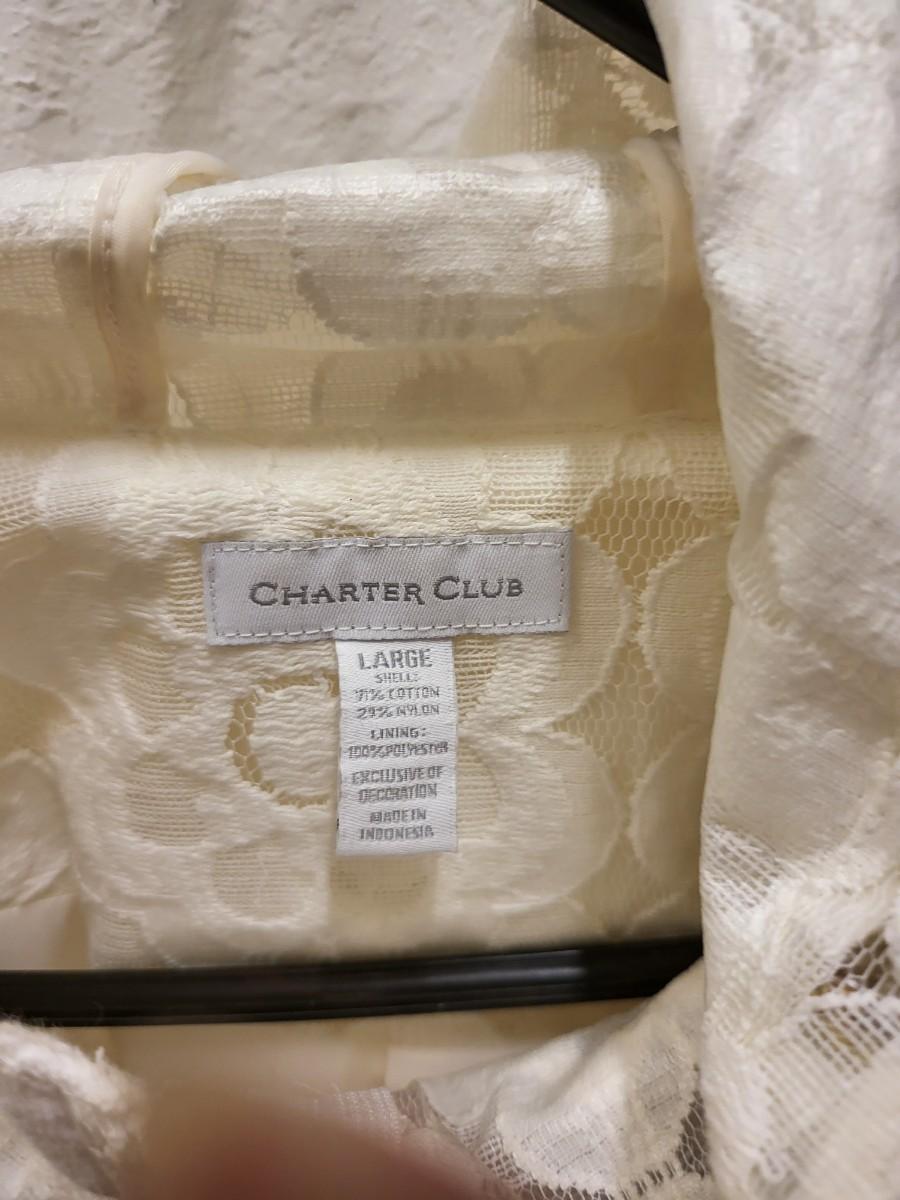 CHARTER CLUB
LARGE
SHELL:
71% COTTON
29% NYLON
LINING:
100%POLYESTER
EXCLUSIVE OF
DECORATION
MADE IN
INDONESIA